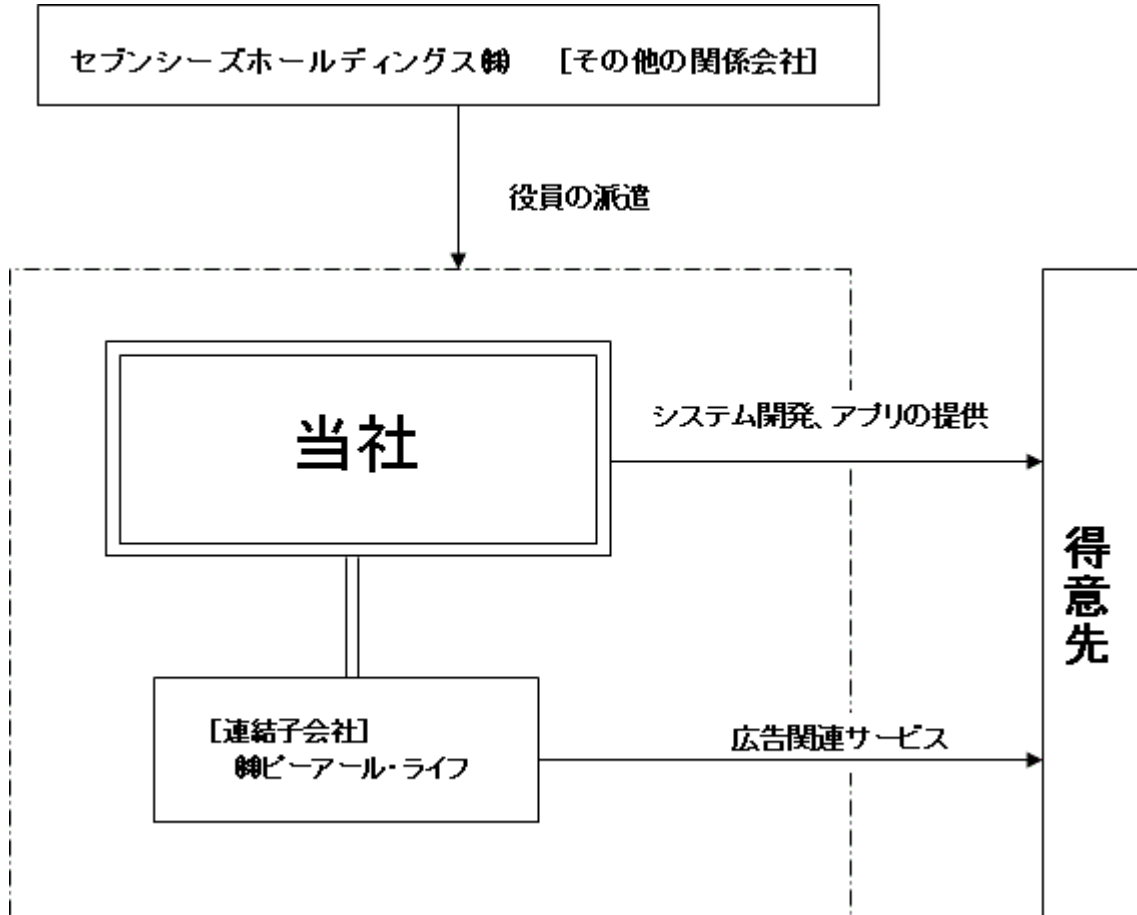 セブンシーズホールディングス㈱ [その他の関係会社]
役員の派遣
当社
システム開発、アプリの提供
得意先
[連結子会社]
㈱ピーアール・ライフ
広告関連サービス